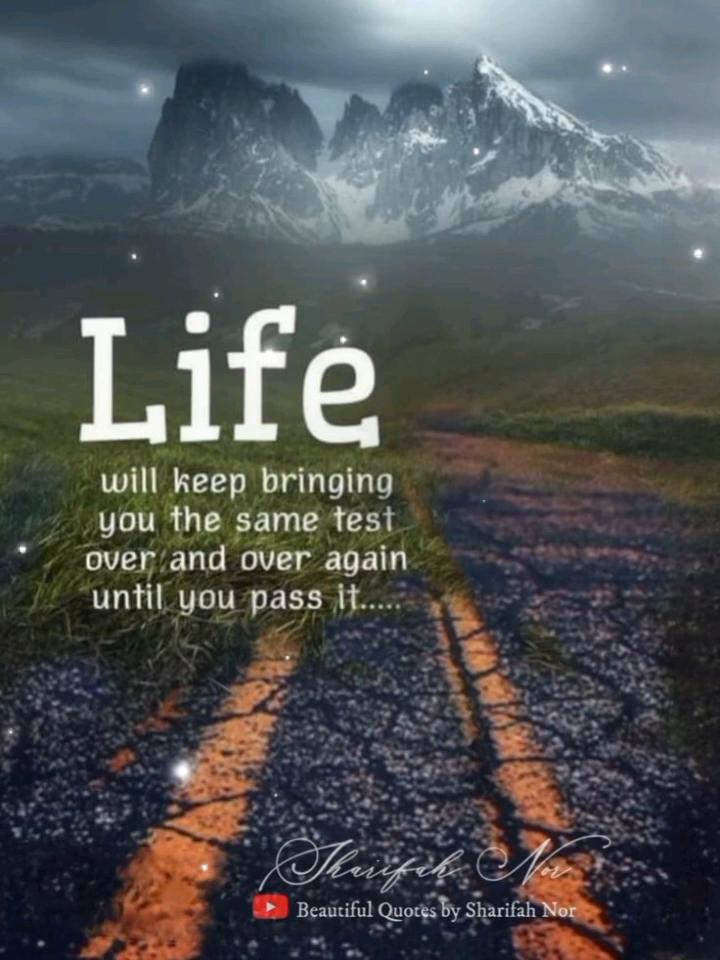 Life
will keep bringing
you the same test
over and over again
until you pass it.....
Sharifah Nor
Beautiful Quotes by Sharifah Nor